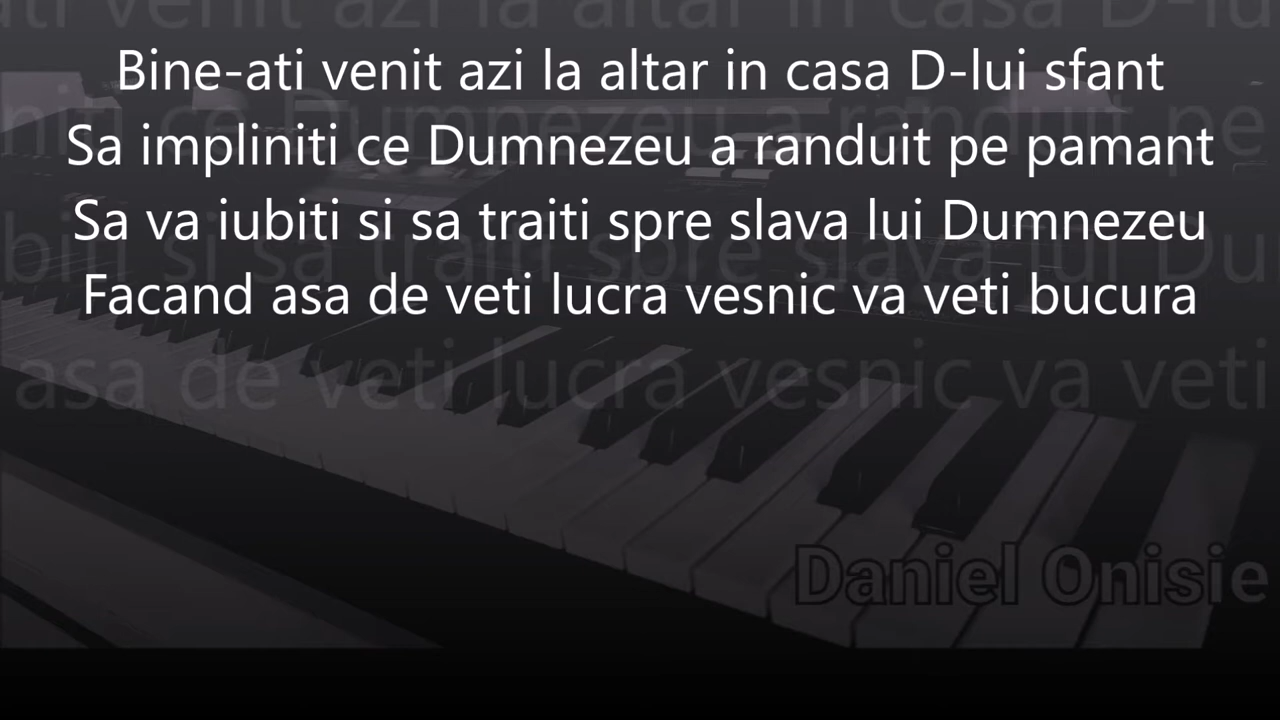 Bine-ati venit azi la altar in casa D-lui sfant
Sa impliniti ce Dumnezeu a randuit pe pamant
Sa va iubiti si sa traiti spre slava lui Dumnezeu
Facand asa de veti lucra vesnic va veti bucura
Daniel Onisie